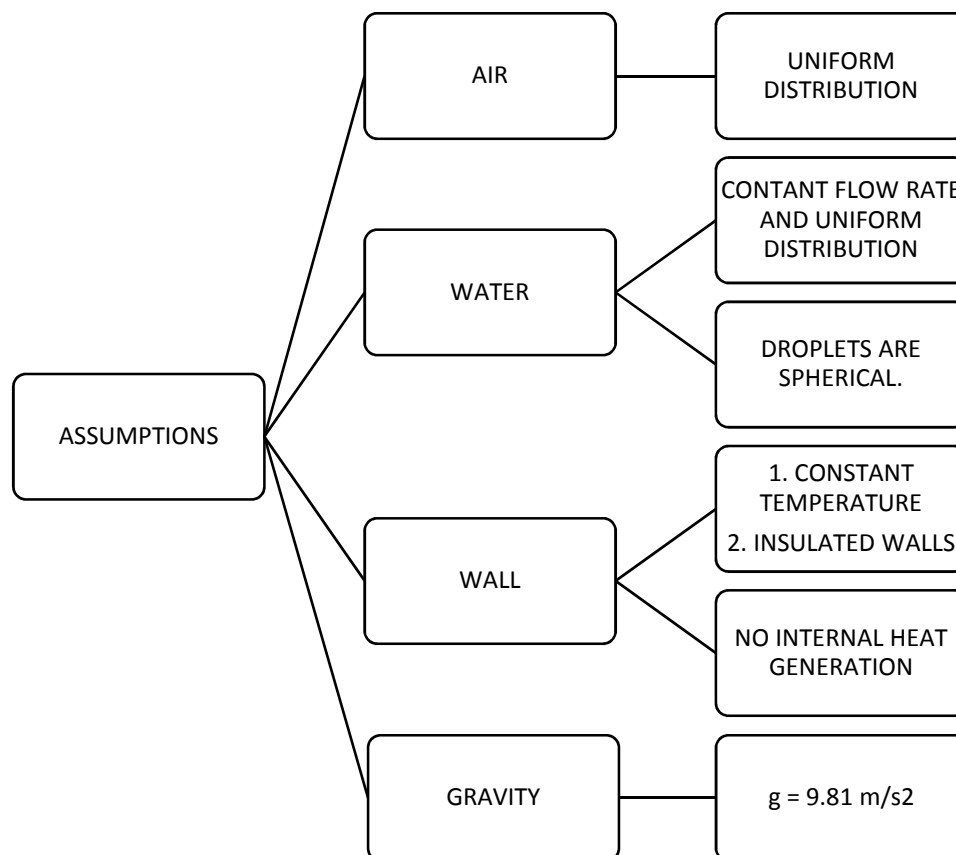 ASSUMPTIONS
AIR
UNIFORM
DISTRIBUTION
WATER
CONTANT FLOW RATE
AND UNIFORM
DISTRIBUTION
DROPLETS ARE
SPHERICAL.
WALL
1. CONSTANT
TEMPERATURE
2. INSULATED WALLS
NO INTERNAL HEAT
GENERATION
GRAVITY
g = 9.81 m/s2